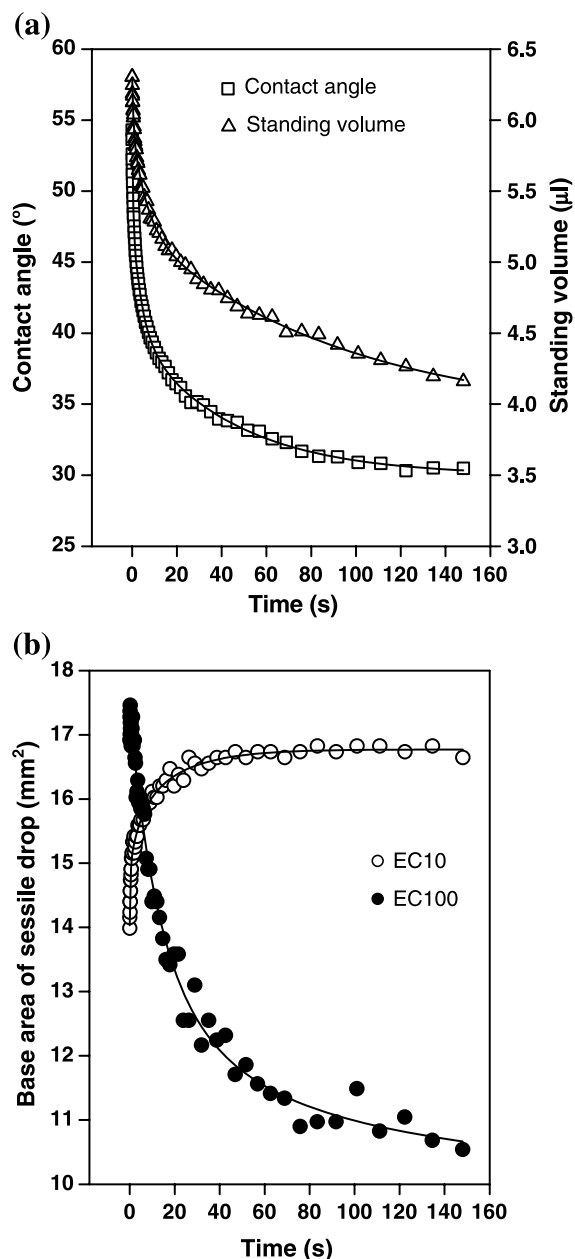 (a)
60
55
50
45
40
35
30
25
Contact angle (°)
6.5
6.0
5.5
5.0
4.5
4.0
3.5
3.0
Standing volume (µl)
Contact angle
Standing volume
0 20 40 60 80 100 120 140 160
Time (s)
(b)
18
17
16
15
14
13
12
11
10
Base area of sessile drop (mm²)
EC10
EC100
0 20 40 60 80 100 120 140 160
Time (s)